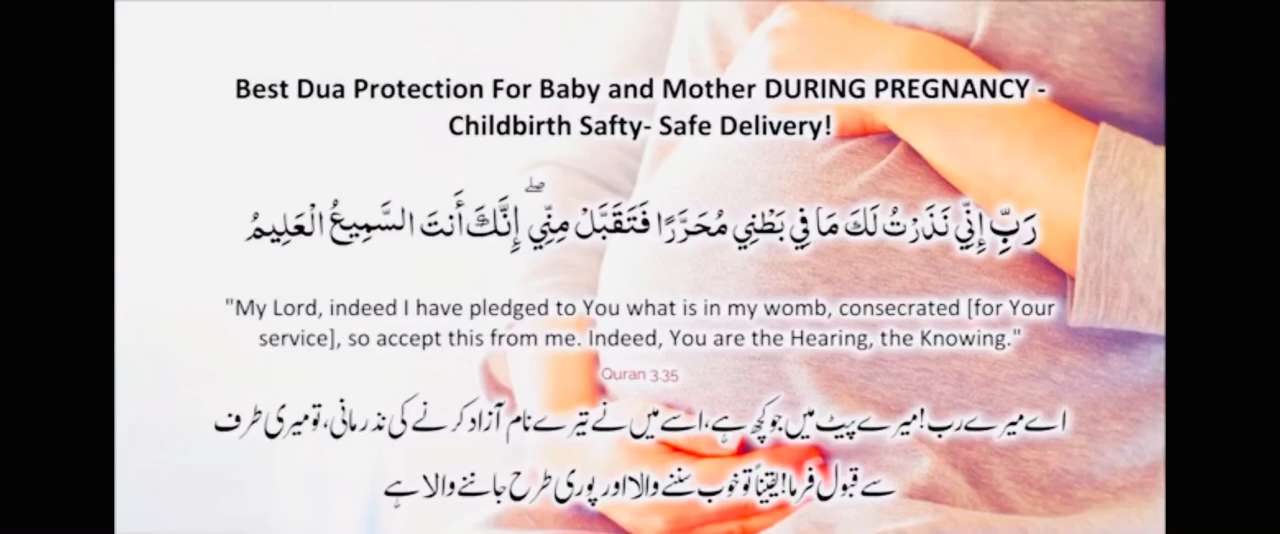 Best Dua Protection For Baby and Mother DURING PREGNANCY -
Childbirth Safty- Safe Delivery!
رَبِّ إِنِّي نَذَرْتُ لَكَ مَا فِي بَطْنِي مُحَرَّرًا فَتَقَبَّلْ مِنِّي ۖ إِنَّكَ أَنتَ السَّمِيعُ الْعَلِيمُ
"My Lord, indeed I have pledged to You what is in my womb, consecrated [for Your
service], so accept this from me. Indeed, You are the Hearing, the Knowing."
Quran 3.35
اے میرے رب! میرے پیٹ میں جو کچھ ہے، اسے میں نے تیرے نام آزاد کرنے کی نذر مانی، تو میری طرف
سے قبول فرما! یقیناً تو خوب سننے والا اور پوری طرح جاننے والا ہے